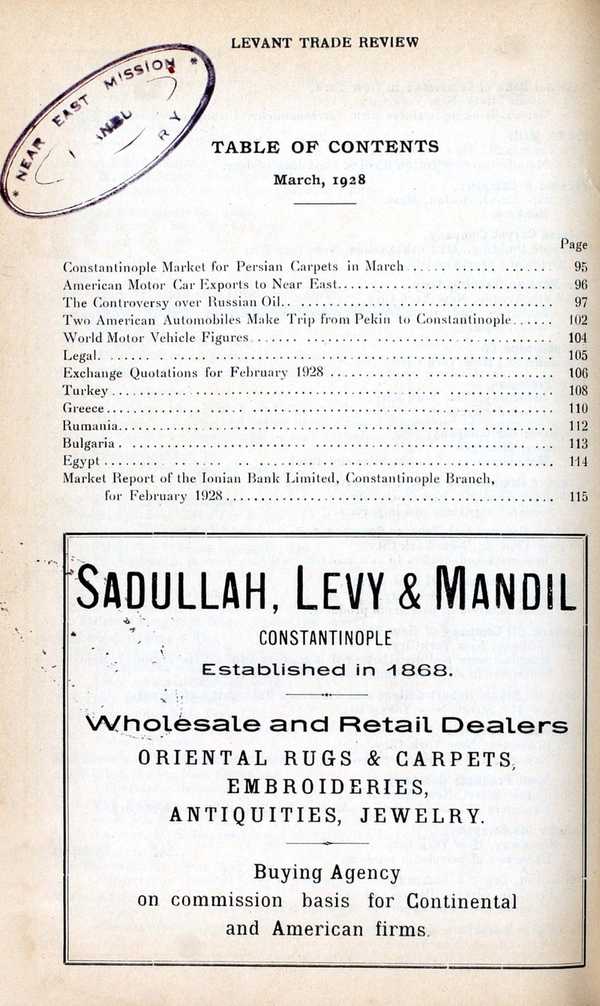 LEVANT TRADE REVIEW
* NEAR EAST MISSION *
TABLE OF CONTENTS
March, 1928
Page
Constantinople Market for Persian Carpets in March 95
American Motor Car Exports to Near East 96
The Controversy over Russian Oil 97
Two American Automobiles Make Trip from Pekin to Constantinople 102
World Motor Vehicle Figures 104
Legal 105
Exchange Quotations for February 1928 106
Turkey 108
Greece 110
Rumania 112
Bulgaria 113
Egypt 114
Market Report of the Ionian Bank Limited, Constantinople Branch,
for February 1928 115
SADULLAH, LEVY & MANDIL
CONSTANTINOPLE
Established in 1868.
Wholesale and Retail Dealers
ORIENTAL RUGS & CARPETS,
EMBROIDERIES,
ANTIQUITIES, JEWELRY.
Buying Agency
on commission basis for Continental
and American firms.